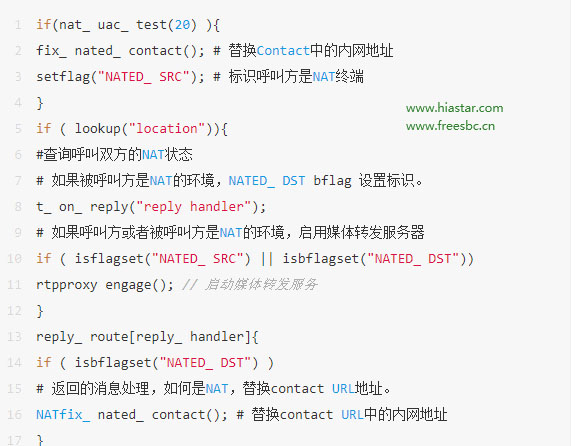 1 if(nat_ uac_ test(20) ){
2 fix_ nated_ contact(); # 替换Contact中的内网地址
3 setflag("NATED_ SRC"); # 标识呼叫方是NAT终端
4 }
www.hiastar.com
5 if ( lookup("location")){
www.freesbc.cn
6 #查询呼叫双方的NAT状态
7 # 如果被呼叫方是NAT的环境，NATED_ DST bflag 设置标识。
8 t_ on_ reply("reply handler");
9 # 如果呼叫方或者被呼叫方是NAT的环境，启用媒体转发服务器
10 if ( isflagset("NATED_ SRC") || isbflagset("NATED_ DST"))
11 rtpproxy engage(); // 启动媒体转发服务
12 }
13 reply_ route[reply_ handler]{
14 if ( isbflagset("NATED_ DST") )
15 # 返回的消息处理，如何是NAT，替换contact URL地址。
16 NATfix_ nated_ contact(); # 替换contact URL中的内网地址
17 }